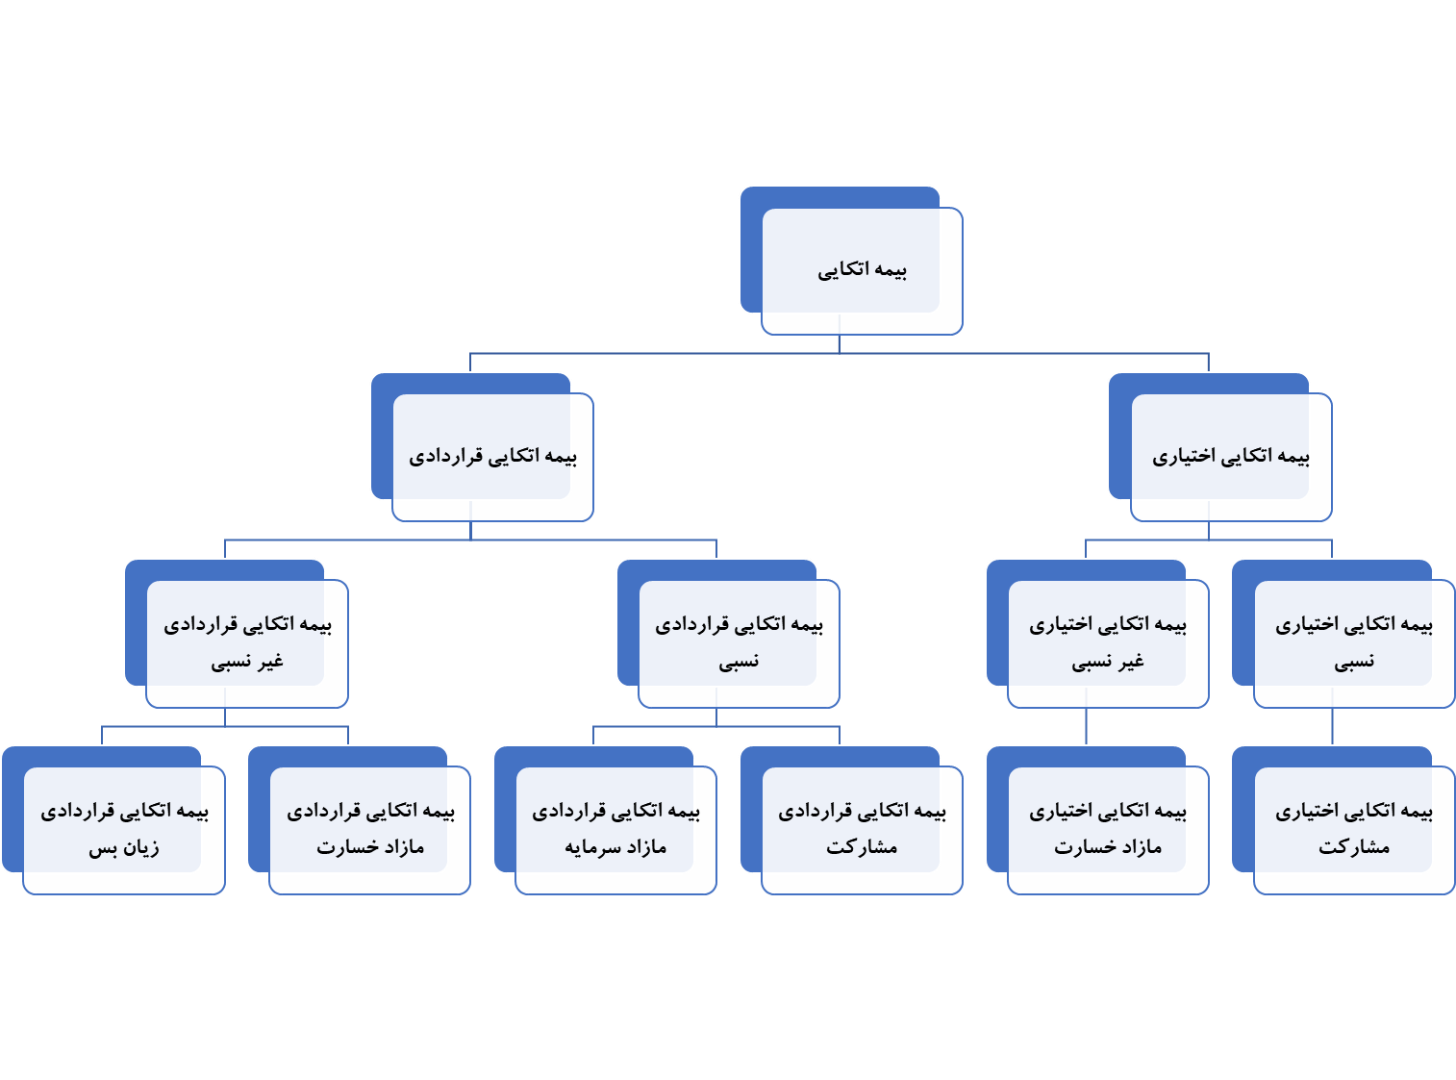 بیمه اتکایی
بیمه اتکایی اختیاری
بیمه اتکایی قراردادی
بیمه اتکایی اختیاری
نسبی
بیمه اتکایی اختیاری
غیر نسبی
بیمه اتکایی قراردادی
نسبی
بیمه اتکایی قراردادی
غیر نسبی
بیمه اتکایی اختیاری
مشارکت
بیمه اتکایی اختیاری
مازاد خسارت
بیمه اتکایی قراردادی
مشارکت
بیمه اتکایی قراردادی
مازاد سرمایه
بیمه اتکایی قراردادی
مازاد خسارت
بیمه اتکایی قراردادی
زیان بس